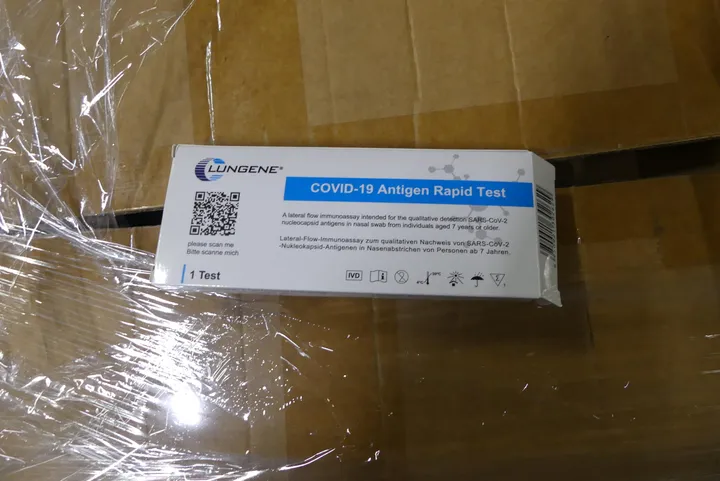 CLUNGENE®
COVID-19 Antigen Rapid Test
A lateral flow immunoassay intended for the qualitative detection SARS-CoV-2
nucleocapsid antigens in nasal swab from individuals aged 7 years or older.
Lateral-Flow-Immunoassay zum qualitativen Nachweis von SARS-CoV-2
-Nukleokapsid-Antigenen in Nasenabstrichen von Personen ab 7 Jahren.
please scan me
Bitte scanne mich
1 Test
IVD
4°C
30°C
1